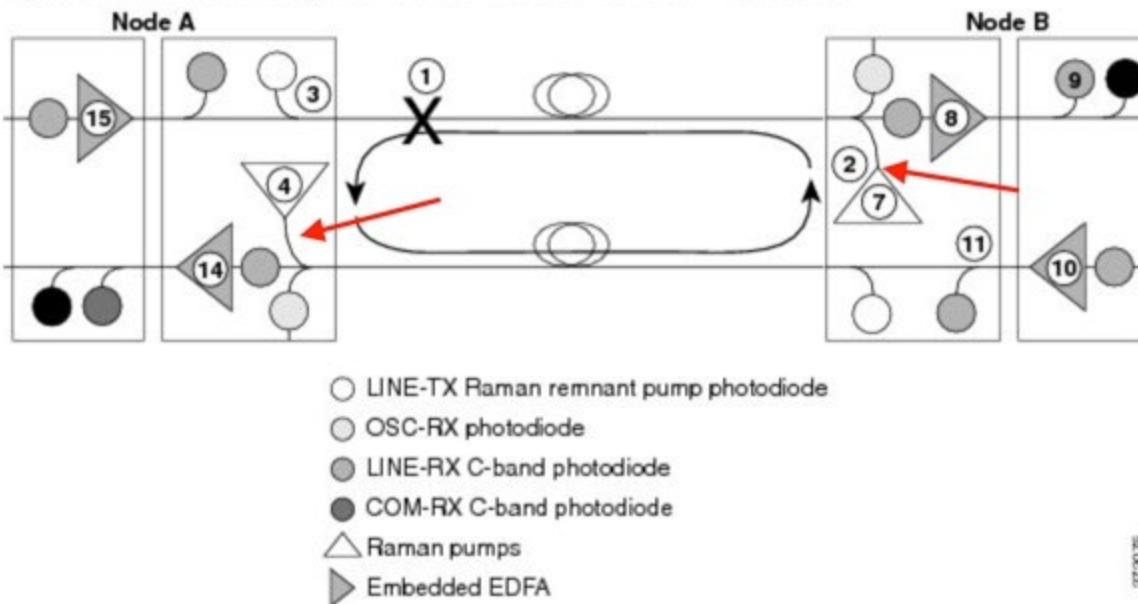 Node A
Node B
1
9
3
15
8
2
4
7
11
14
10
LINE-TX Raman remnant pump photodiode
OSC-RX photodiode
LINE-RX C-band photodiode
COM-RX C-band photodiode
Raman pumps
Embedded EDFA